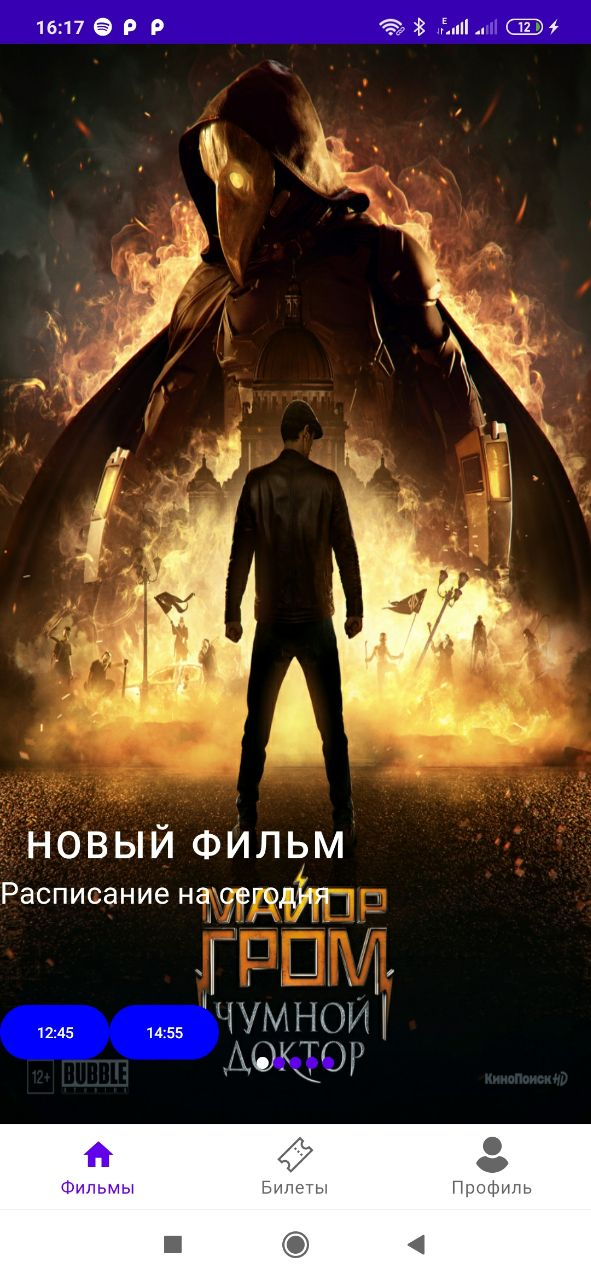 16:17
E
12
НОВЫЙ ФИЛЬМ
Расписание на сегодня
МАЙОР
ГРОМ
ЧУМНОЙ
ДОКТОР
12:45
14:55
12+
BUBBLE
STUDIOS
КиноПоиск HD
Фильмы
Билеты
Профиль